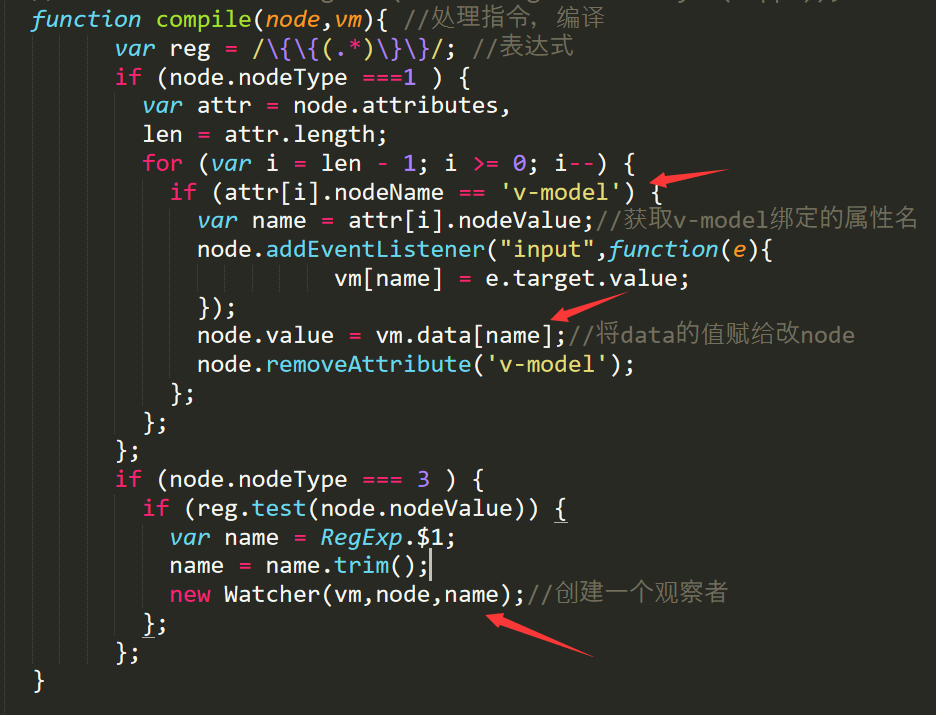 function compile(node,vm){ //处理指令, 编译
var reg = /\{\{(.*)\}\}/; //表达式
if (node.nodeType ===1 ) {
var attr = node.attributes,
len = attr.length;
for (var i = len - 1; i >= 0; i--) {
if (attr[i].nodeName == 'v-model') {
var name = attr[i].nodeValue;//获取v-model绑定的属性名
node.addEventListener("input",function(e){
vm[name] = e.target.value;
});
node.value = vm.data[name];//将data的值赋给改node
node.removeAttribute('v-model');
};
};
};
if (node.nodeType === 3 ) {
if (reg.test(node.nodeValue)) {
var name = RegExp.$1;
name = name.trim();
new Watcher(vm,node,name);//创建一个观察者
};
};
}